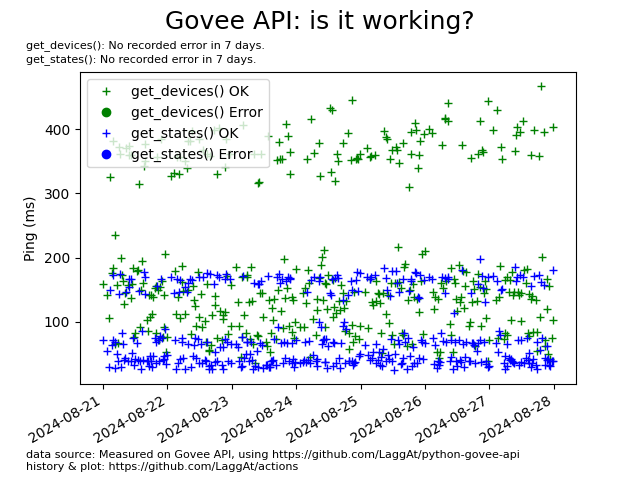 Govee API: is it working?
get_devices(): No recorded error in 7 days.
get_states(): No recorded error in 7 days.
get_devices() OK
get_devices() Error
get_states() OK
get_states() Error
Ping (ms)
400
300
200
100
2024-08-21
2024-08-22
2024-08-23
2024-08-24
2024-08-25
2024-08-26
2024-08-27
2024-08-28
data source: Measured on Govee API, using https://github.com/LaggAt/python-govee-api
history & plot: https://github.com/LaggAt/actions